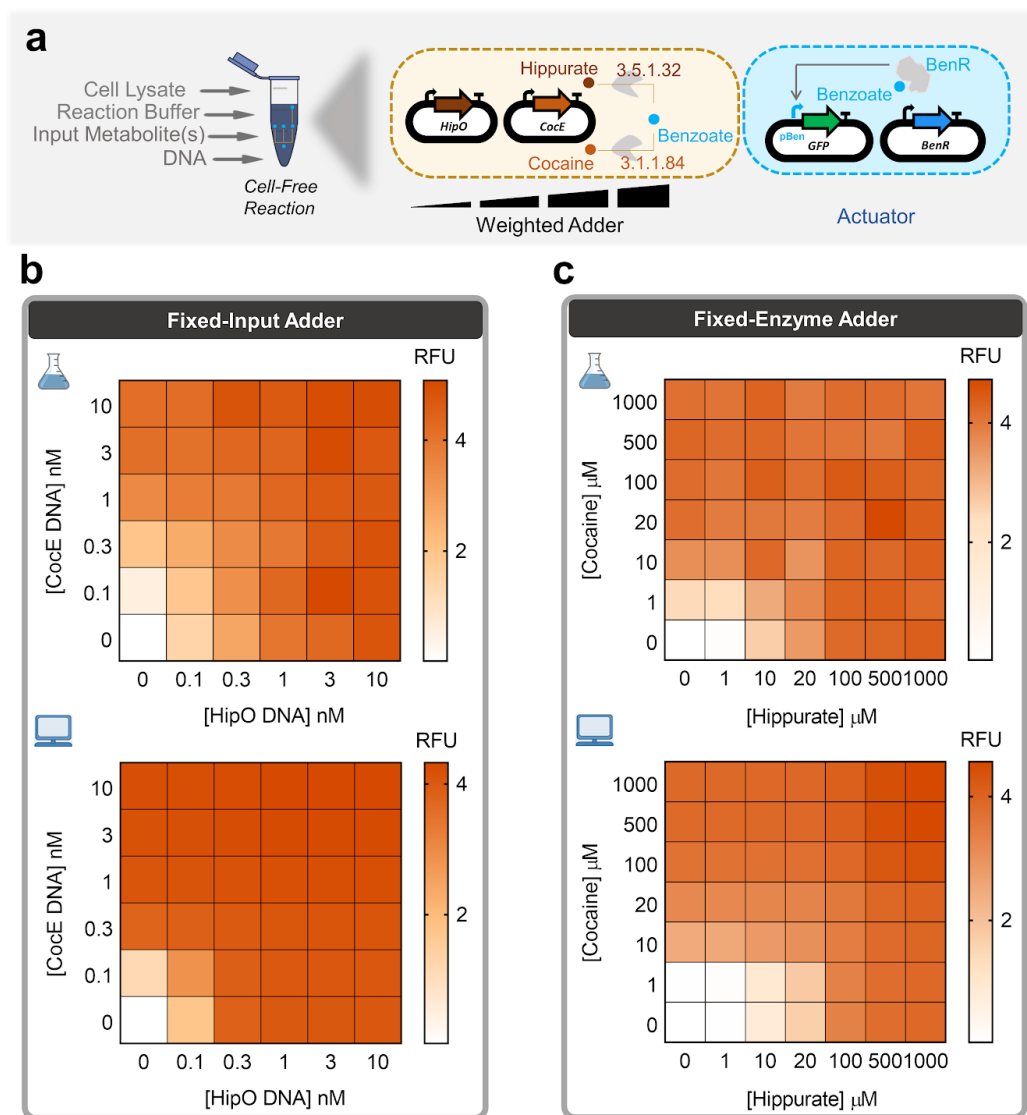 a
Cell Lysate
Reaction Buffer
Input Metabolite(s)
DNA
Cell-Free
Reaction
Hippurate 3.5.1.32
HipO CocE
Benzoate
Cocaine 3.1.1.84
Weighted Adder
BenR
Benzoate
pBen
GFP BenR
Actuator
b
Fixed-Input Adder
RFU
[CocE DNA] nM
10
3
1
0.3
0.1
0
0 0.1 0.3 1 3 10
[HipO DNA] nM
4
2
RFU
[CocE DNA] nM
10
3
1
0.3
0.1
0
0 0.1 0.3 1 3 10
[HipO DNA] nM
4
2
c
Fixed-Enzyme Adder
RFU
[Cocaine] μM
1000
500
100
20
10
1
0
0 1 10 20 100 500 1000
[Hippurate] μM
4
2
RFU
[Cocaine] μM
1000
500
100
20
10
1
0
0 1 10 20 100 500 1000
[Hippurate] μM
4
2